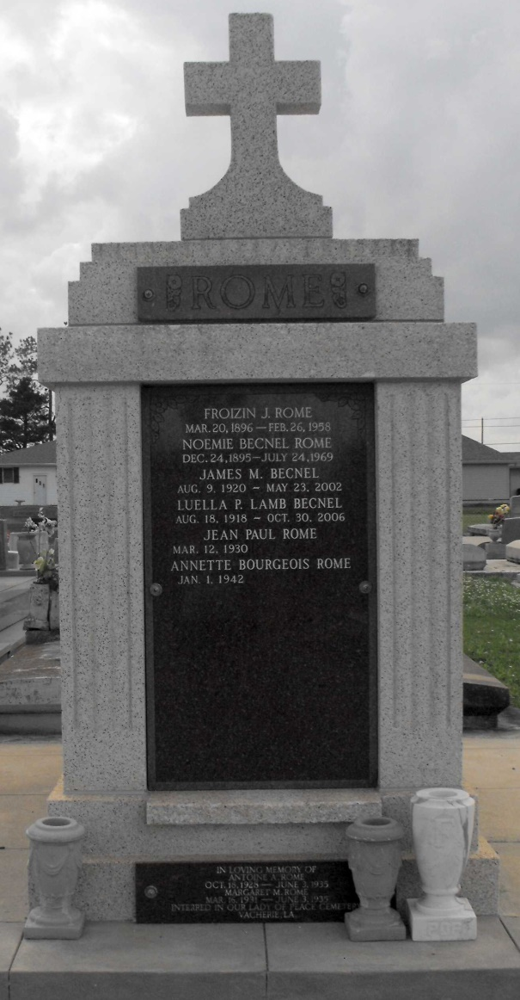 ROME
FROIZIN J. ROME
MAR. 20, 1896 — FEB. 26, 1958
NOEMIE BECNEL ROME
DEC. 24, 1895 — JULY 24, 1969
JAMES M. BECNEL
AUG. 9, 1920 ~ MAY 23, 2002
LUELLA P. LAMB BECNEL
AUG. 18, 1918 ~ OCT. 30, 2006
JEAN PAUL ROME
MAR. 12, 1930
ANNETTE BOURGEOIS ROME
JAN. 1, 1942
IN LOVING MEMORY OF
ANTOINE A. ROME
OCT. 18, 1928 — JUNE 3, 1935
MARGARET M. ROME
MAR. 16, 1931 — JUNE 3, 1935
INTERRED IN OUR LADY OF PEACE CEMETE
VACHERIE, LA.